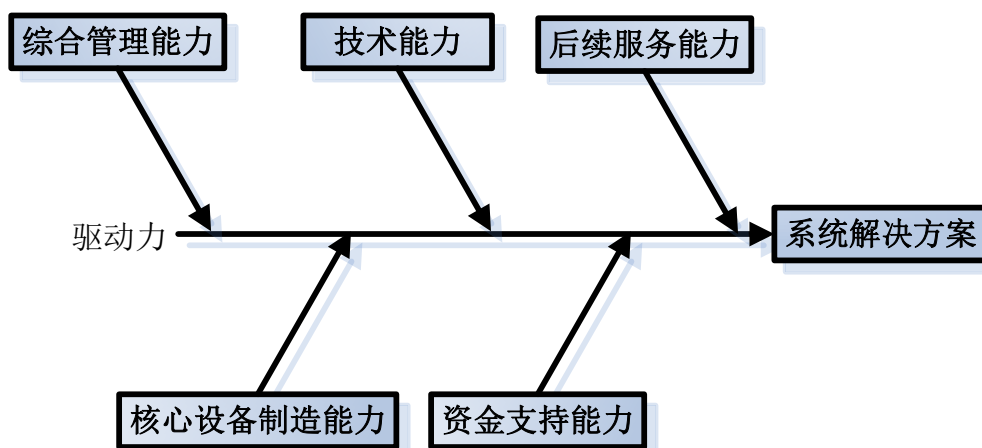 综合管理能力
技术能力
后续服务能力
驱动力
系统解决方案
核心设备制造能力
资金支持能力